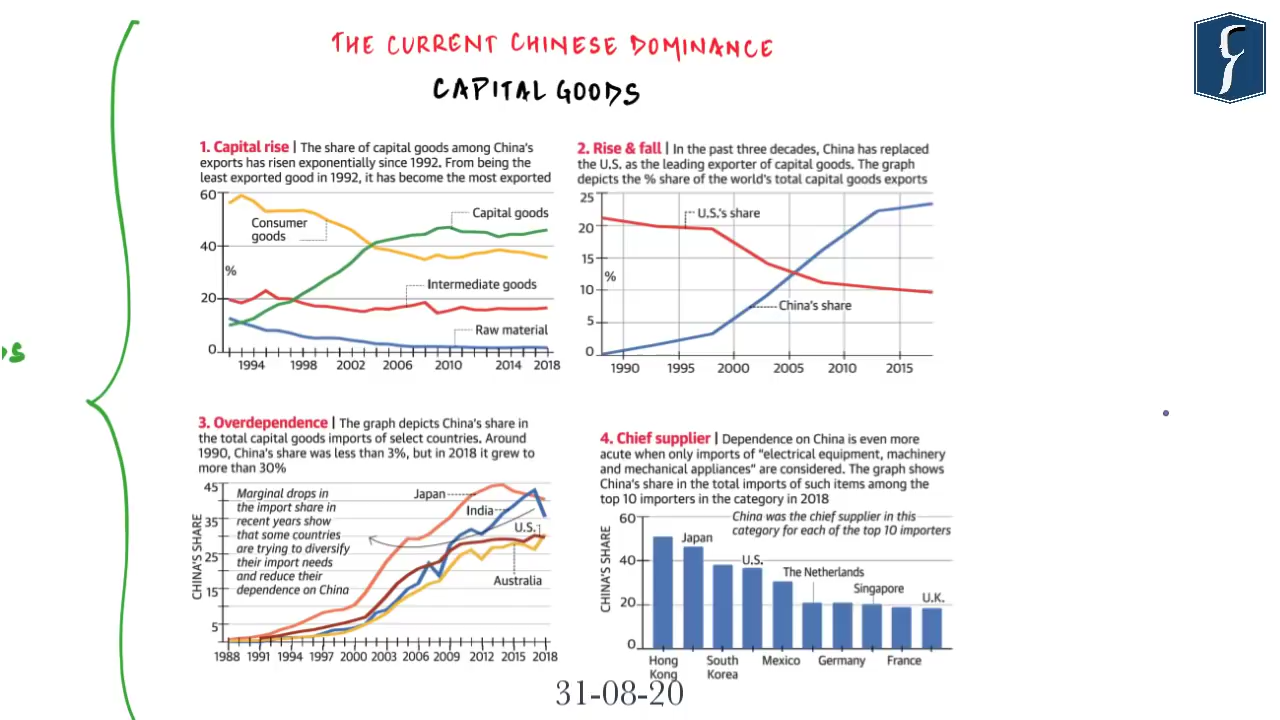 THE CURRENT CHINESE DOMINANCE
CAPITAL GOODS
1. Capital rise | The share of capital goods among China's
exports has risen exponentially since 1992. From being the
least exported good in 1992, it has become the most exported
60
40
%
20
0
Consumer
goods
Capital goods
Intermediate goods
Raw material
1994 1998 2002 2006 2010 2014 2018
2. Rise & fall | In the past three decades, China has replaced
the U.S. as the leading exporter of capital goods. The graph
depicts the % share of the world's total capital goods exports
25
20
15
%
10
5
0
U.S.'s share
China's share
1990 1995 2000 2005 2010 2015
3. Overdependence | The graph depicts China's share in
the total capital goods imports of select countries. Around
1990, China's share was less than 3%, but in 2018 it grew to
more than 30%
CHINA'S SHARE
45
35
25
15
5
Marginal drops in
the import share in
recent years show
that some countries
are trying to diversify
their import needs
and reduce their
dependence on China
Japan
India
U.S.
Australia
1988 1991 1994 1997 2000 2003 2006 2009 2012 2015 2018
4. Chief supplier | Dependence on China is even more
acute when only imports of "electrical equipment, machinery
and mechanical appliances" are considered. The graph shows
China's share in the total imports of such items among the
top 10 importers in the category in 2018
CHINA'S SHARE
60
40
20
0
China was the chief supplier in this
category for each of the top 10 importers
Japan
U.S.
The Netherlands
Singapore
U.K.
Hong
Kong
South
Korea
Mexico
Germany
France
31-08-20